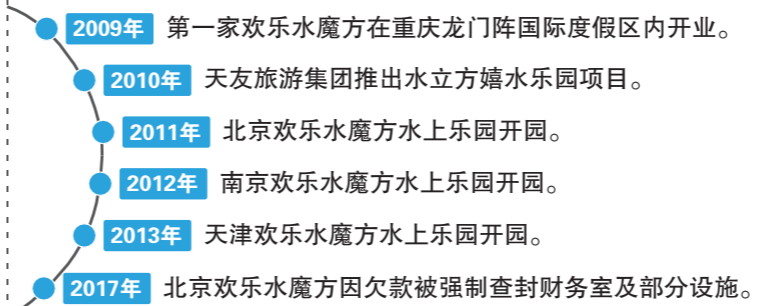 2009年 第一家欢乐水魔方在重庆龙门阵国际度假区内开业。
2010年 天友旅游集团推出水立方嬉水乐园项目。
2011年 北京欢乐水魔方水上乐园开园。
2012年 南京欢乐水魔方水上乐园开园。
2013年 天津欢乐水魔方水上乐园开园。
2017年 北京欢乐水魔方因欠款被强制查封财务室及部分设施。